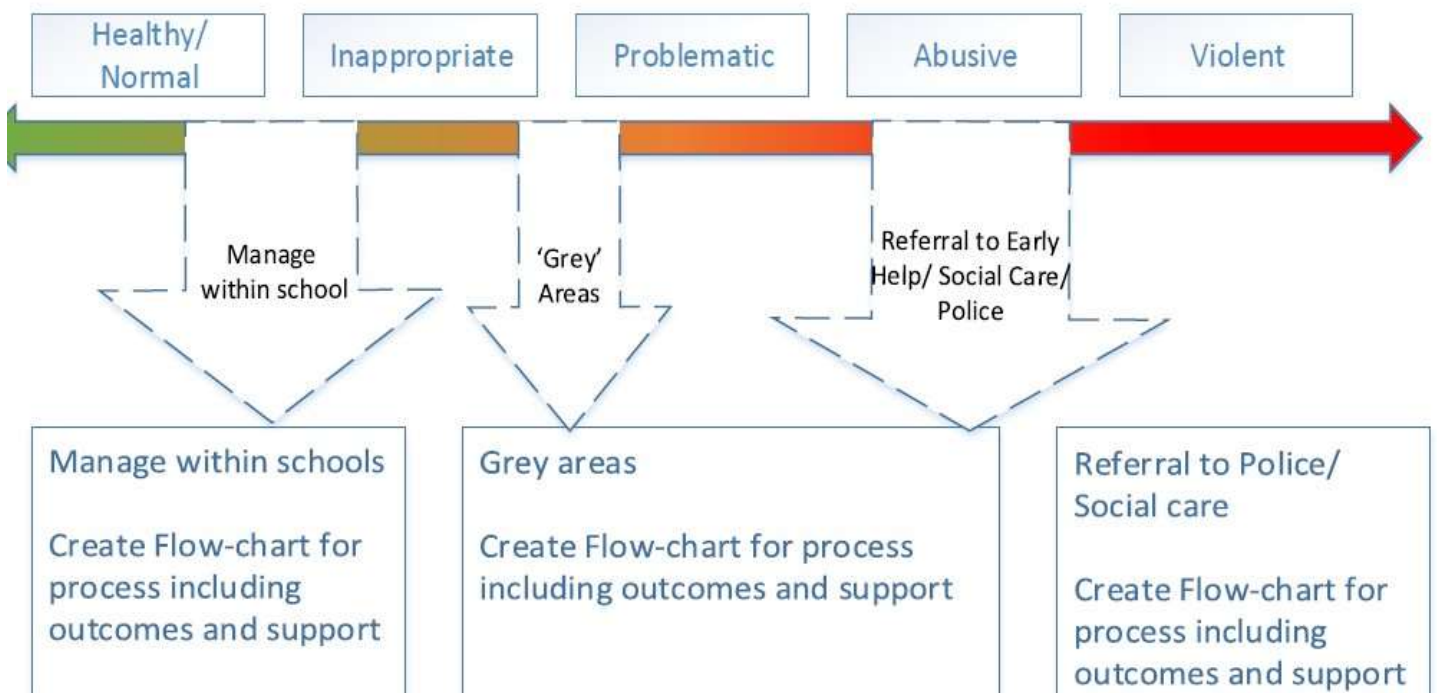 Healthy/
Normal
Inappropriate
Problematic
Abusive
Violent
Manage
within school
‘Grey’
Areas
Referral to Early
Help/ Social Care/
Police
Manage within schools
Create Flow-chart for
process including
outcomes and support
Grey areas
Create Flow-chart for process
including outcomes and support
Referral to Police/
Social care
Create Flow-chart for
process including
outcomes and support